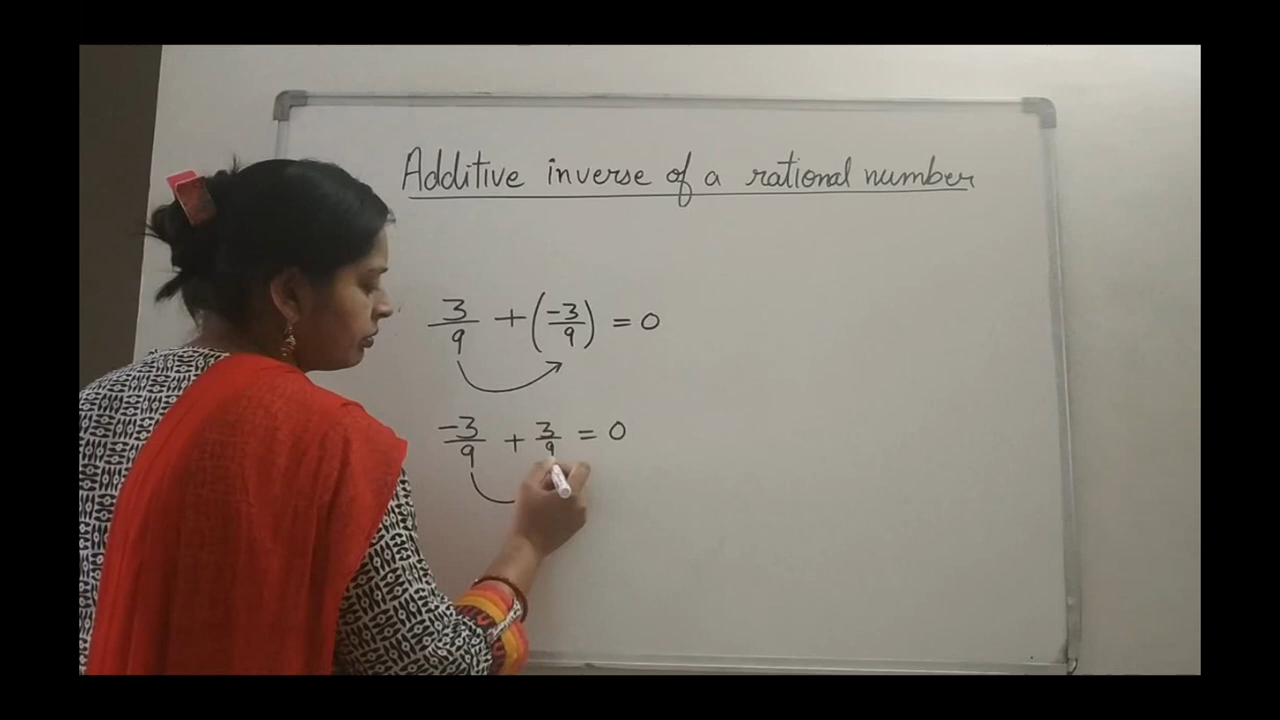 Additive inverse of a rational number
3/9 + (-3/9) = 0
-3/9 + 3/9 = 0